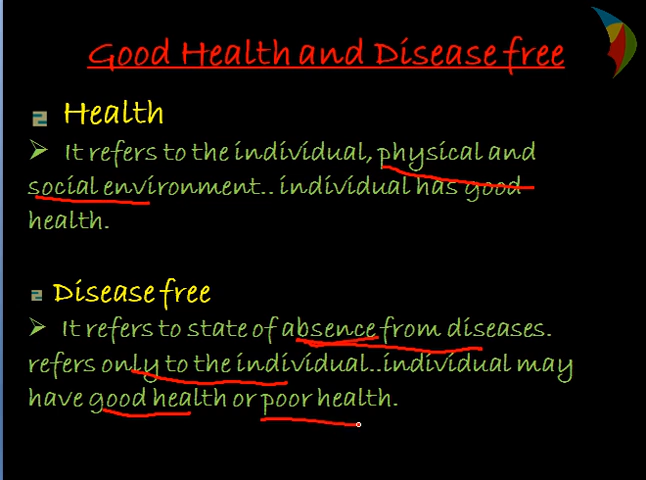 Good Health and Disease free
Health
It refers to the individual, physical and
social environment.. individual has good
health.
Disease free
It refers to state of absence from diseases.
refers only to the individual..individual may
have good health or poor health.